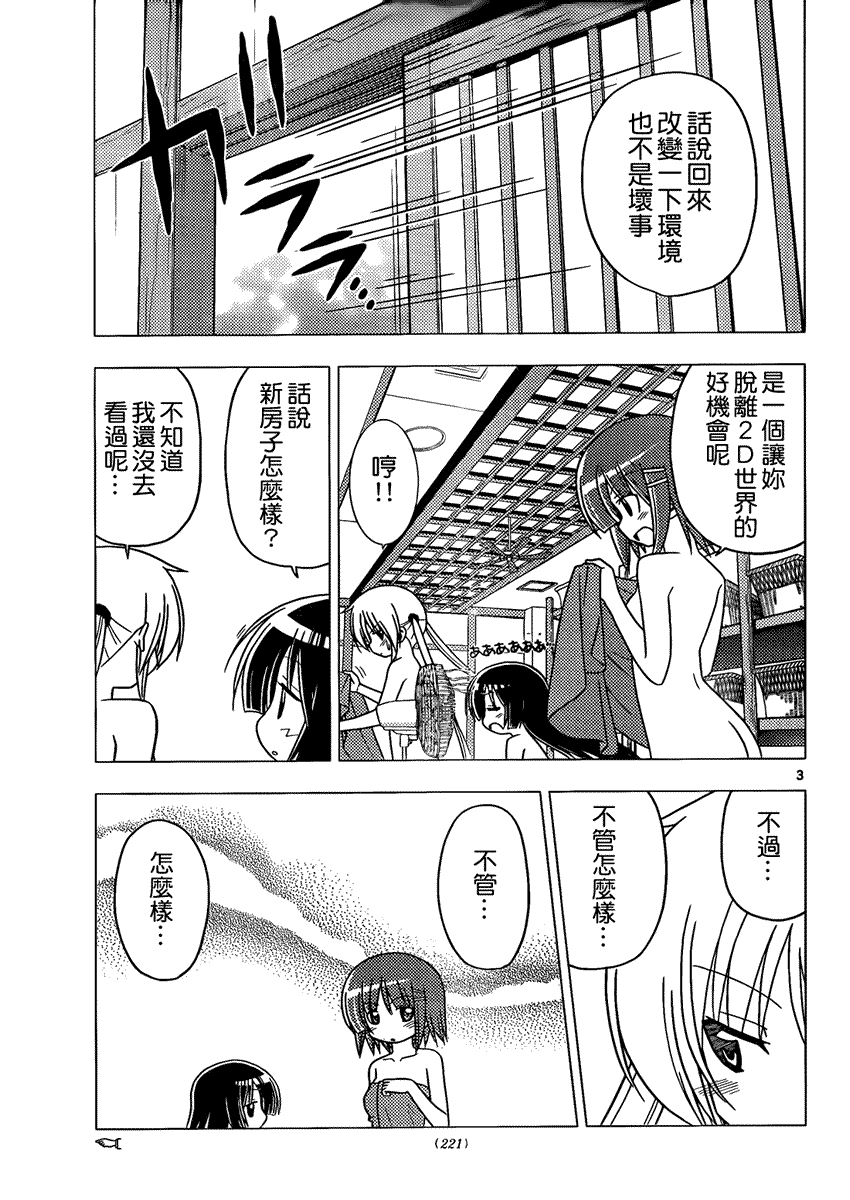 話說回來
改變一下環境
也不是壞事
ガラ…
是一個讓妳
脫離2D世界的
好機會呢
哼!!
ああああああ…
話說
新房子怎麼樣？
不知道
我還沒去
看過呢…
3
不過…
不管怎麼樣…
不管…
怎麼樣…
(221)